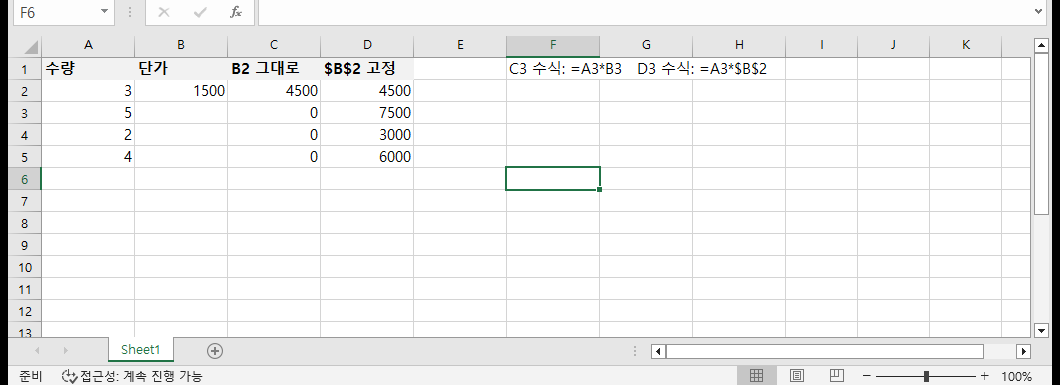 F6 fx
A B C D E F G H I J K
1 수량 단가 B2 그대로 $B$2 고정 C3 수식: =A3*B3 D3 수식: =A3*$B$2
2 3 1500 4500 4500
3 5 0 7500
4 2 0 3000
5 4 0 6000
6
7
8
9
10
11
12
13
Sheet1
준비 접근성: 계속 진행 가능 100%